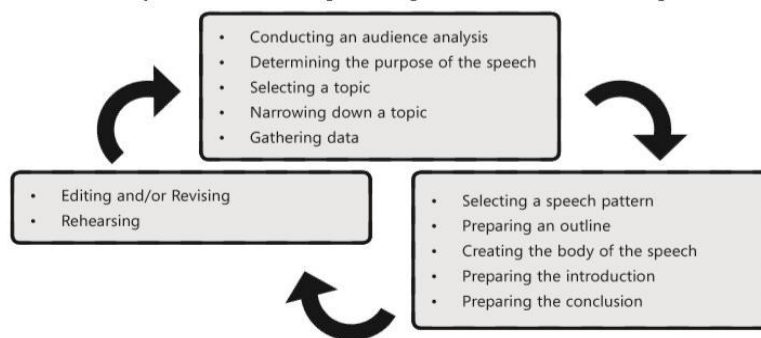 • Conducting an audience analysis
• Determining the purpose of the speech
• Selecting a topic
• Narrowing down a topic
• Gathering data
• Editing and/or Revising
• Rehearsing
• Selecting a speech pattern
• Preparing an outline
• Creating the body of the speech
• Preparing the introduction
• Preparing the conclusion